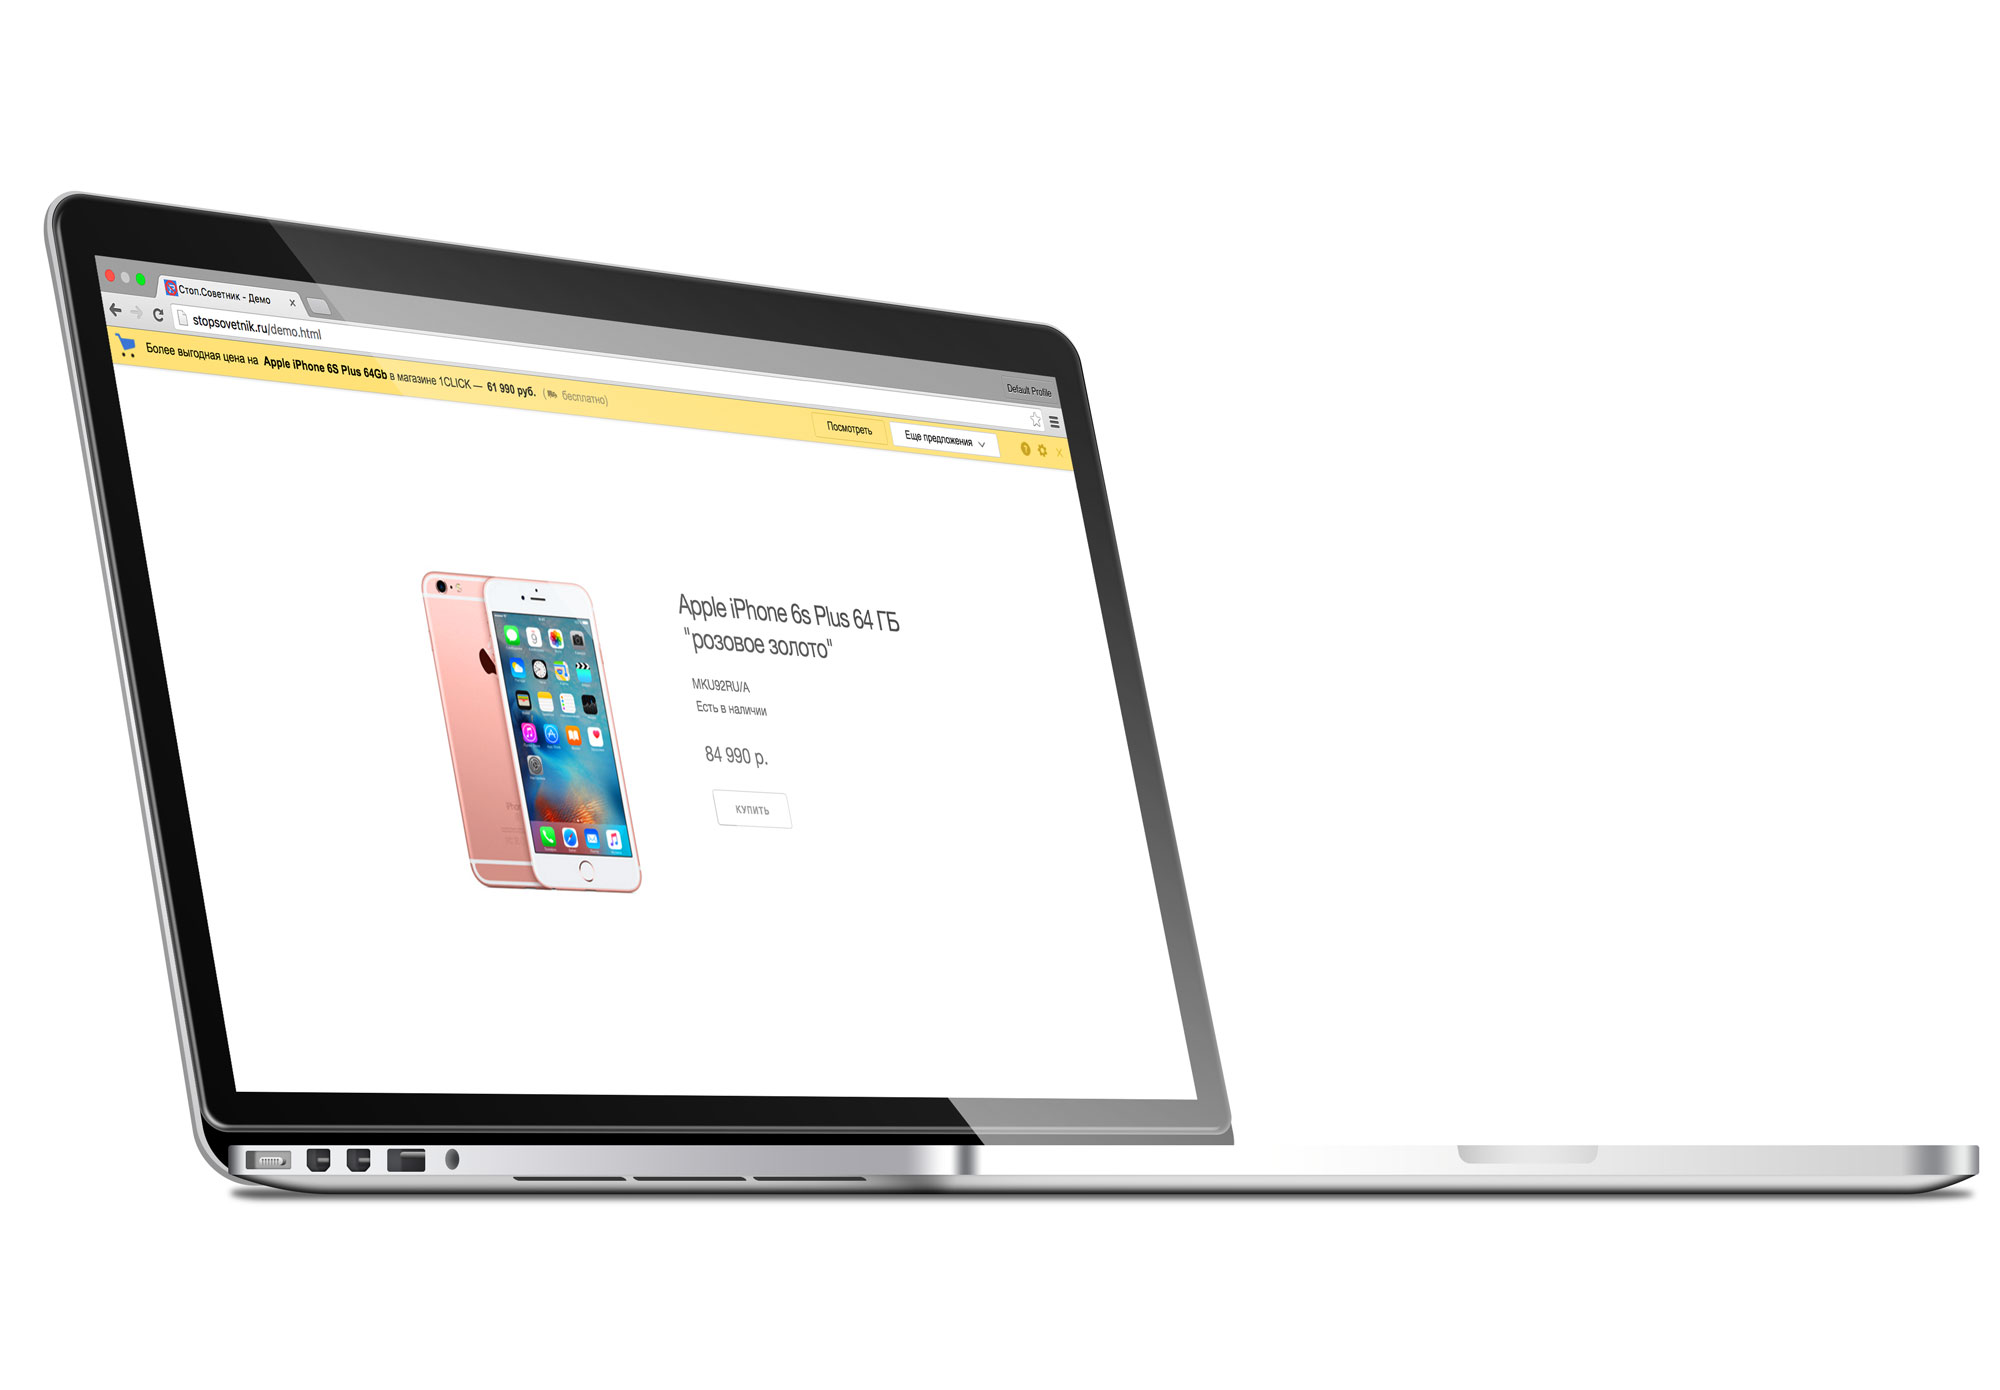 Стоп.Советник - Демо
Default Profile
stopsovetnik.ru/demo.html
Более выгодная цена на Apple iPhone 6S Plus 64Gb в магазине 1CLICK — 61 990 руб. ( бесплатно)
Посмотреть
Еще предложения
Apple iPhone 6s Plus 64 ГБ
"розовое золото"
MKU92RU/A
Есть в наличии
84 990 р.
КУПИТЬ